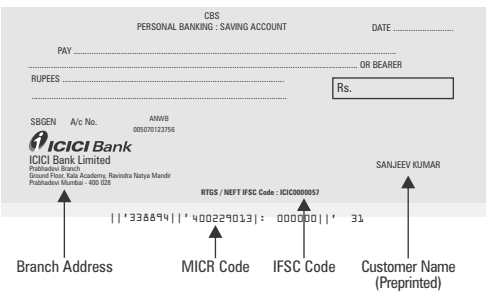 CBS
PERSONAL BANKING : SAVING ACCOUNT
DATE ............................
PAY ........................................................................................................................................
........................................................................................................................................ OR BEARER
RUPEES ................................................................................................
................................................................................................................
Rs.
SBGEN A/c No. ANWB
005070123756
ICICI Bank
ICICI Bank Limited
Prabhadevi Branch
Ground Floor, Kala Academy, Ravindra Natya Mandir
Prabhadevi Mumbai - 400 028
SANJEEV KUMAR
RTGS / NEFT IFSC Code : ICIC0000057
||'338894||' 400229013|: 000000||' 31
Branch Address MICR Code IFSC Code Customer Name
(Preprinted)